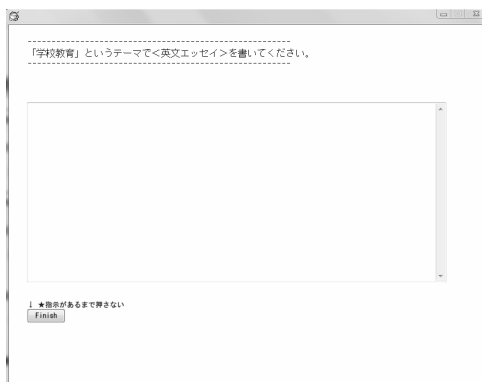 「学校教育」というテーマで<英文エッセイ>を書いてください。
↓ ★指示があるまで押さない
Finish